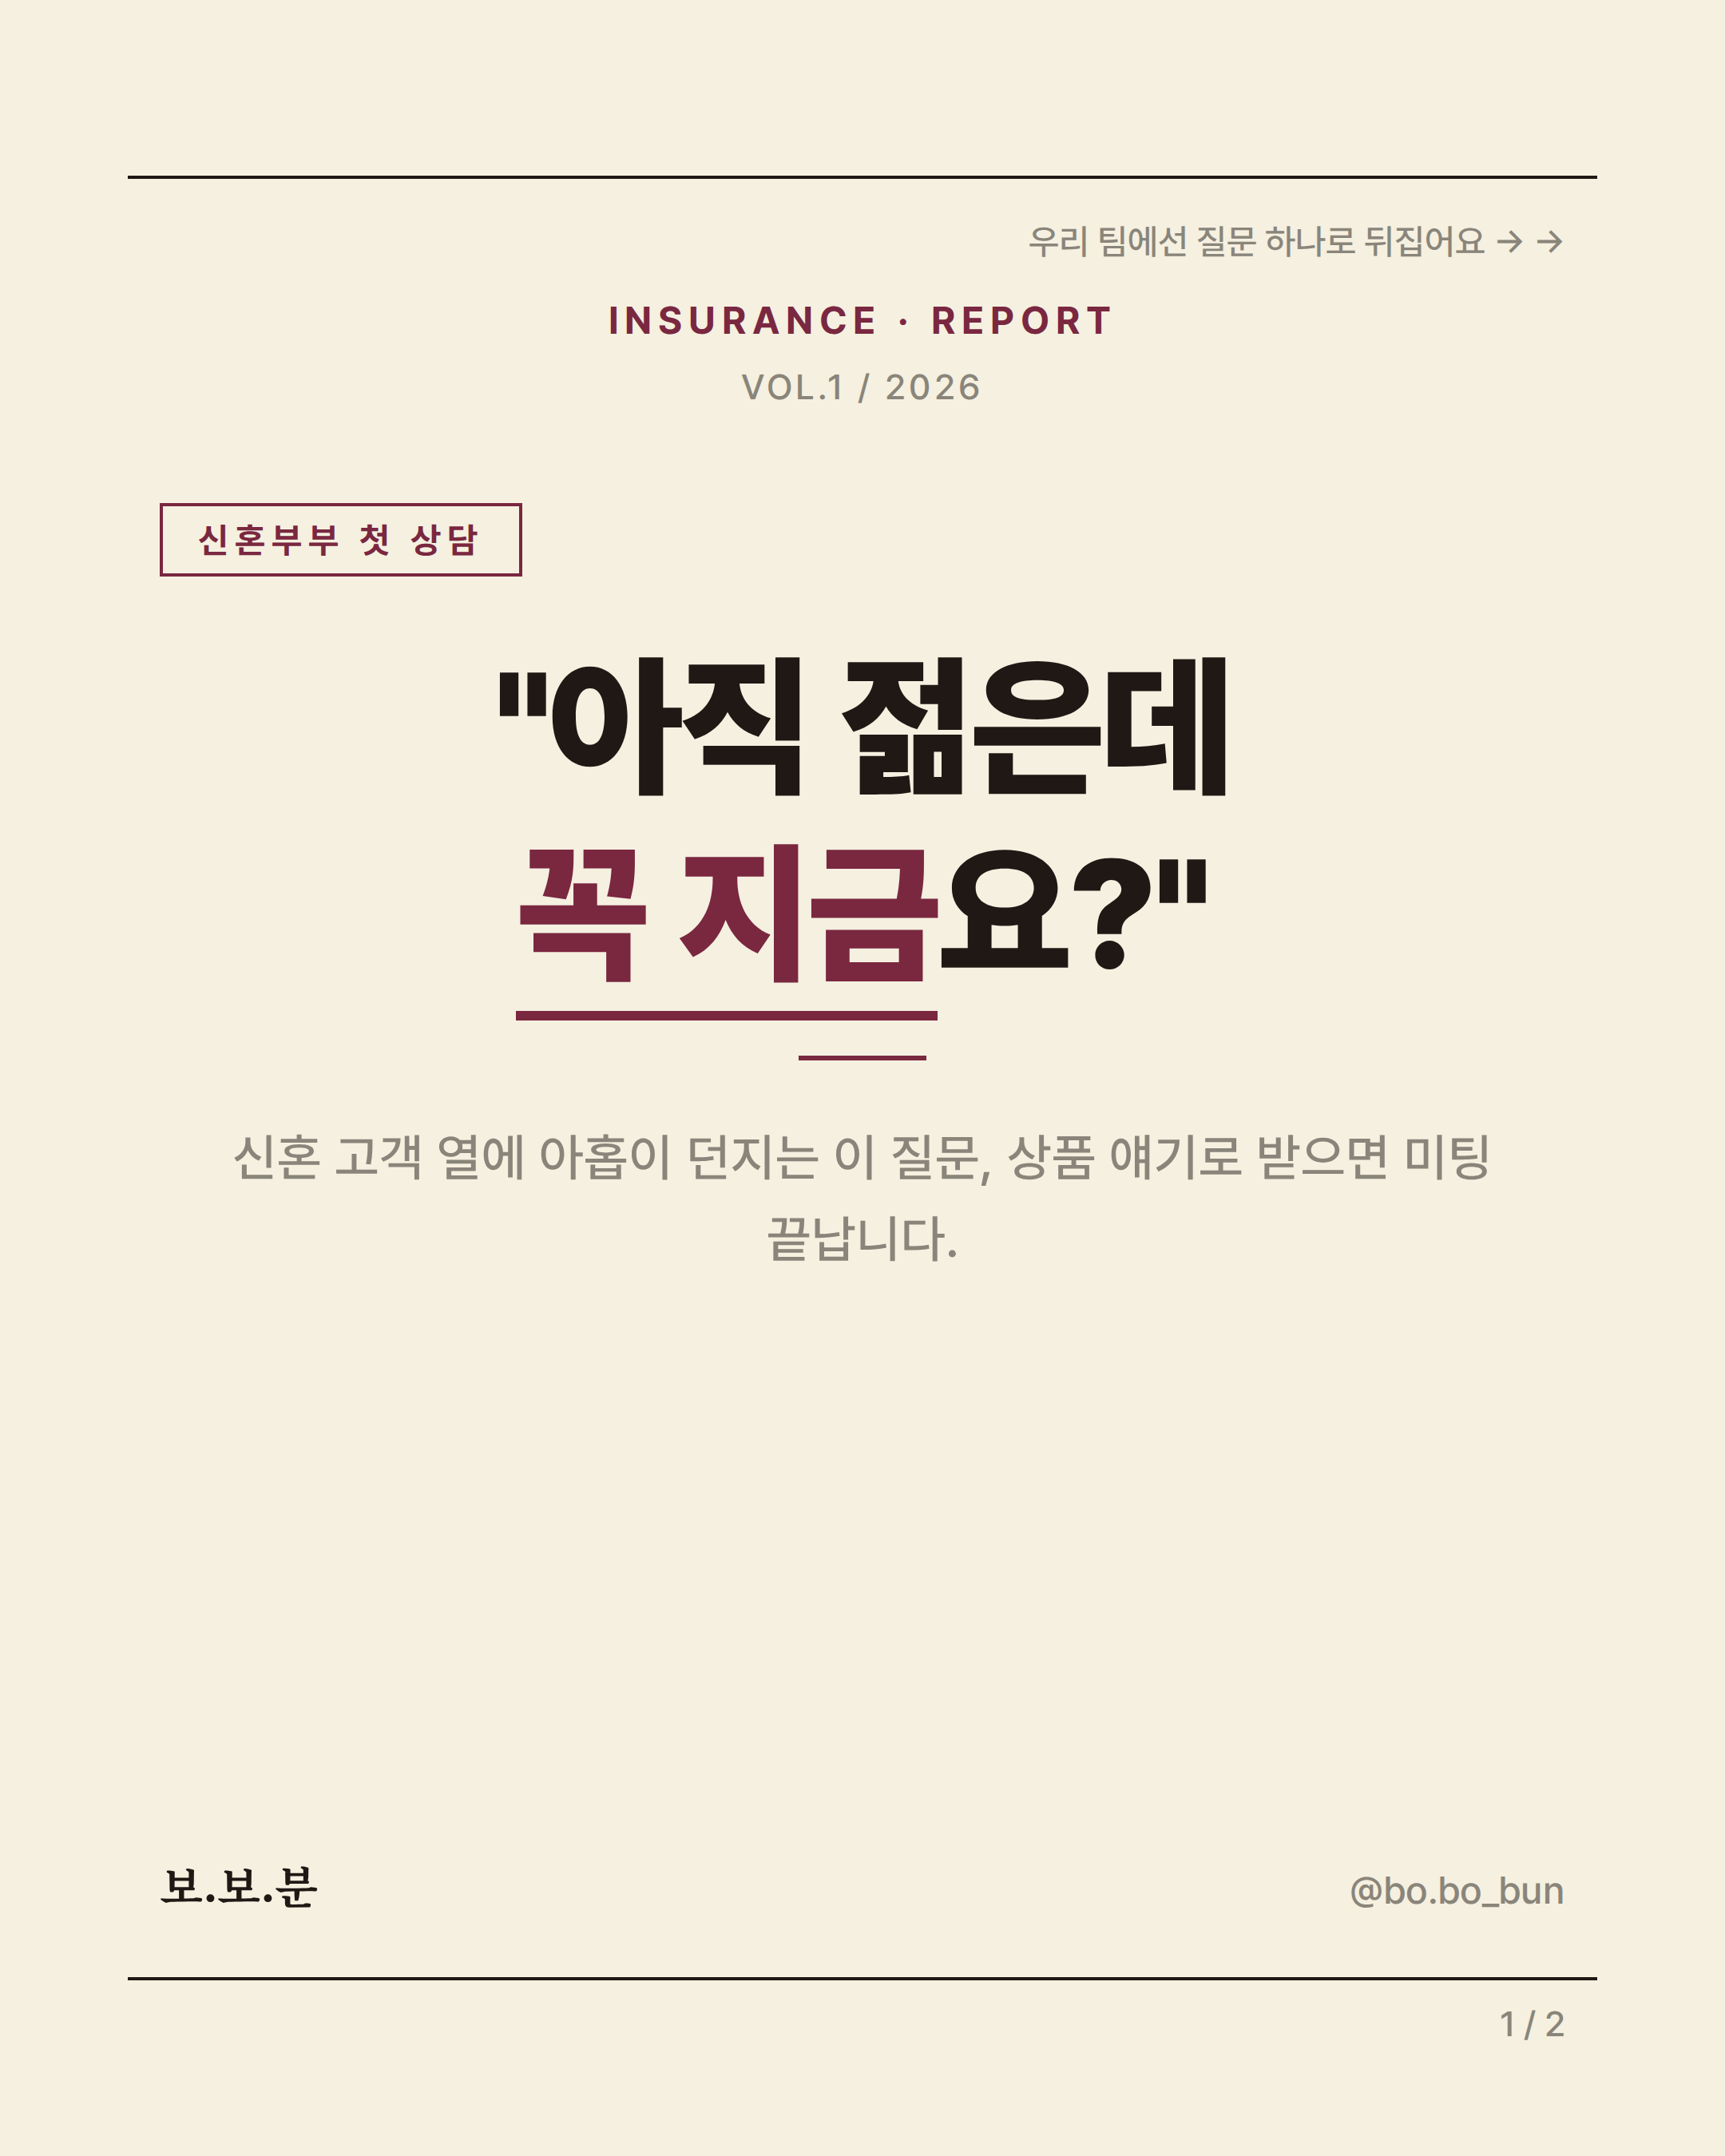 우리 팀에선 질문 하나로 뒤집어요 → →
INSURANCE · REPORT
VOL.1 / 2026
신혼부부 첫 상담
"아직 젊은데
꼭 지금요?"
신혼 고객 열에 아홉이 던지는 이 질문, 상품 얘기로 받으면 미팅
끝납니다.
보.보.분
@bo.bo_bun
1 / 2